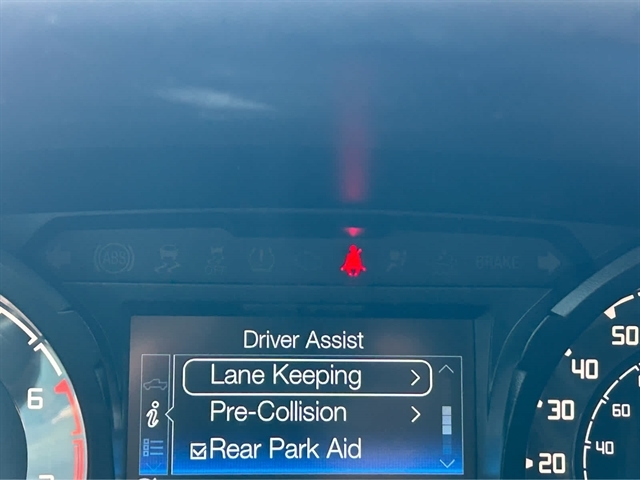 ABS
BRAKE
Driver Assist
Lane Keeping
Pre-Collision
Rear Park Aid
6
50
40
30
20
60
40